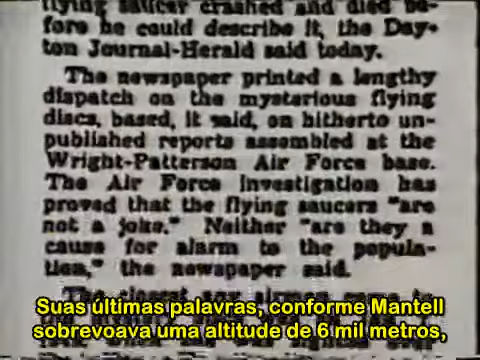 flying saucer crashed and died be-
fore he could describe it, the Day-
ton Journal-Herald said today.
The newspaper printed a lengthy
dispatch on the mysterious flying
discs, based, it said, on hitherto un-
published reports assembled at the
Wright-Patterson Air Force base.
The Air Force investigation has
proved that the flying saucers "are
not a joke." Neither "are they a
cause for alarm to the popula-
tion," the newspaper said.
Suas últimas palavras, conforme Mantell
sobrevoava uma altitude de 6 mil metros,